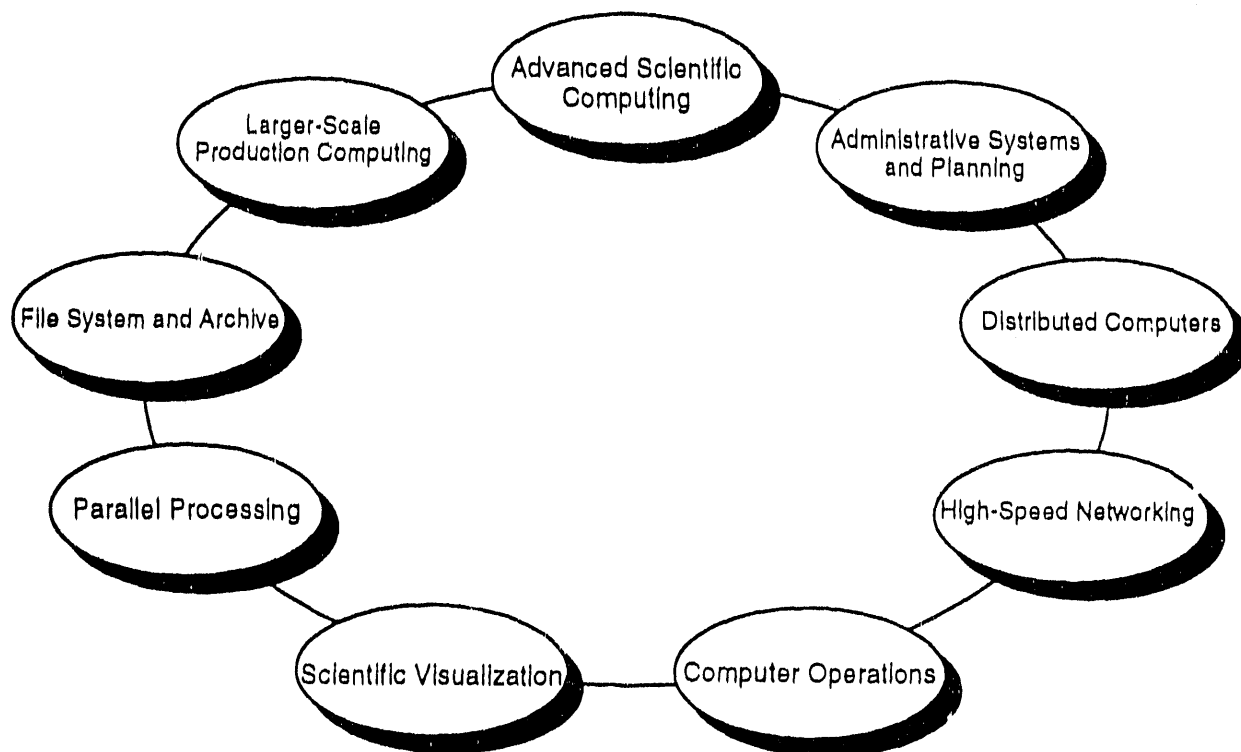 Advanced Scientific
Computing
Larger-Scale
Production Computing
Administrative Systems
and Planning
File System and Archive
Distributed Computers
Parallel Processing
High-Speed Networking
Scientific Visualization
Computer Operations